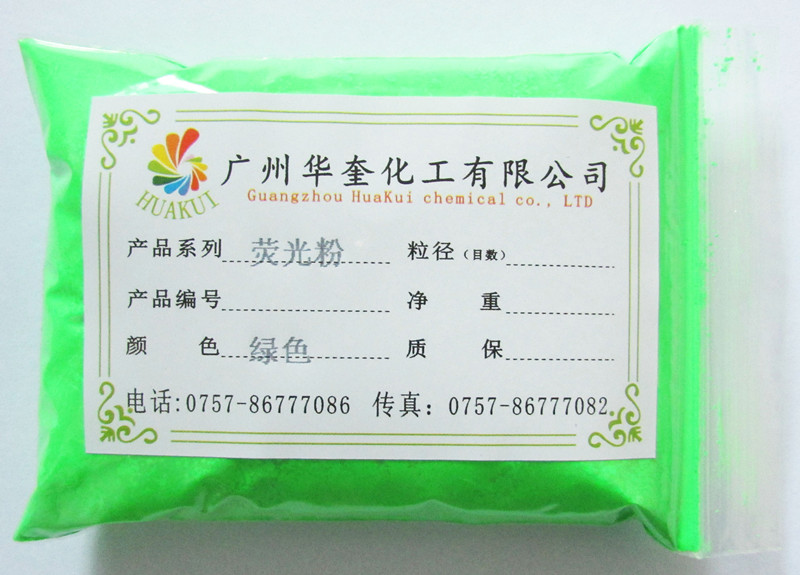 HUAKUI
广州华奎化工有限公司
Guangzhou HuaKui chemical co., LTD
产品系列 荧光粉 粒径(目数)
产品编号 净 重
颜 色 绿色 质 保
电话:0757-86777086 传真: 0757-86777082